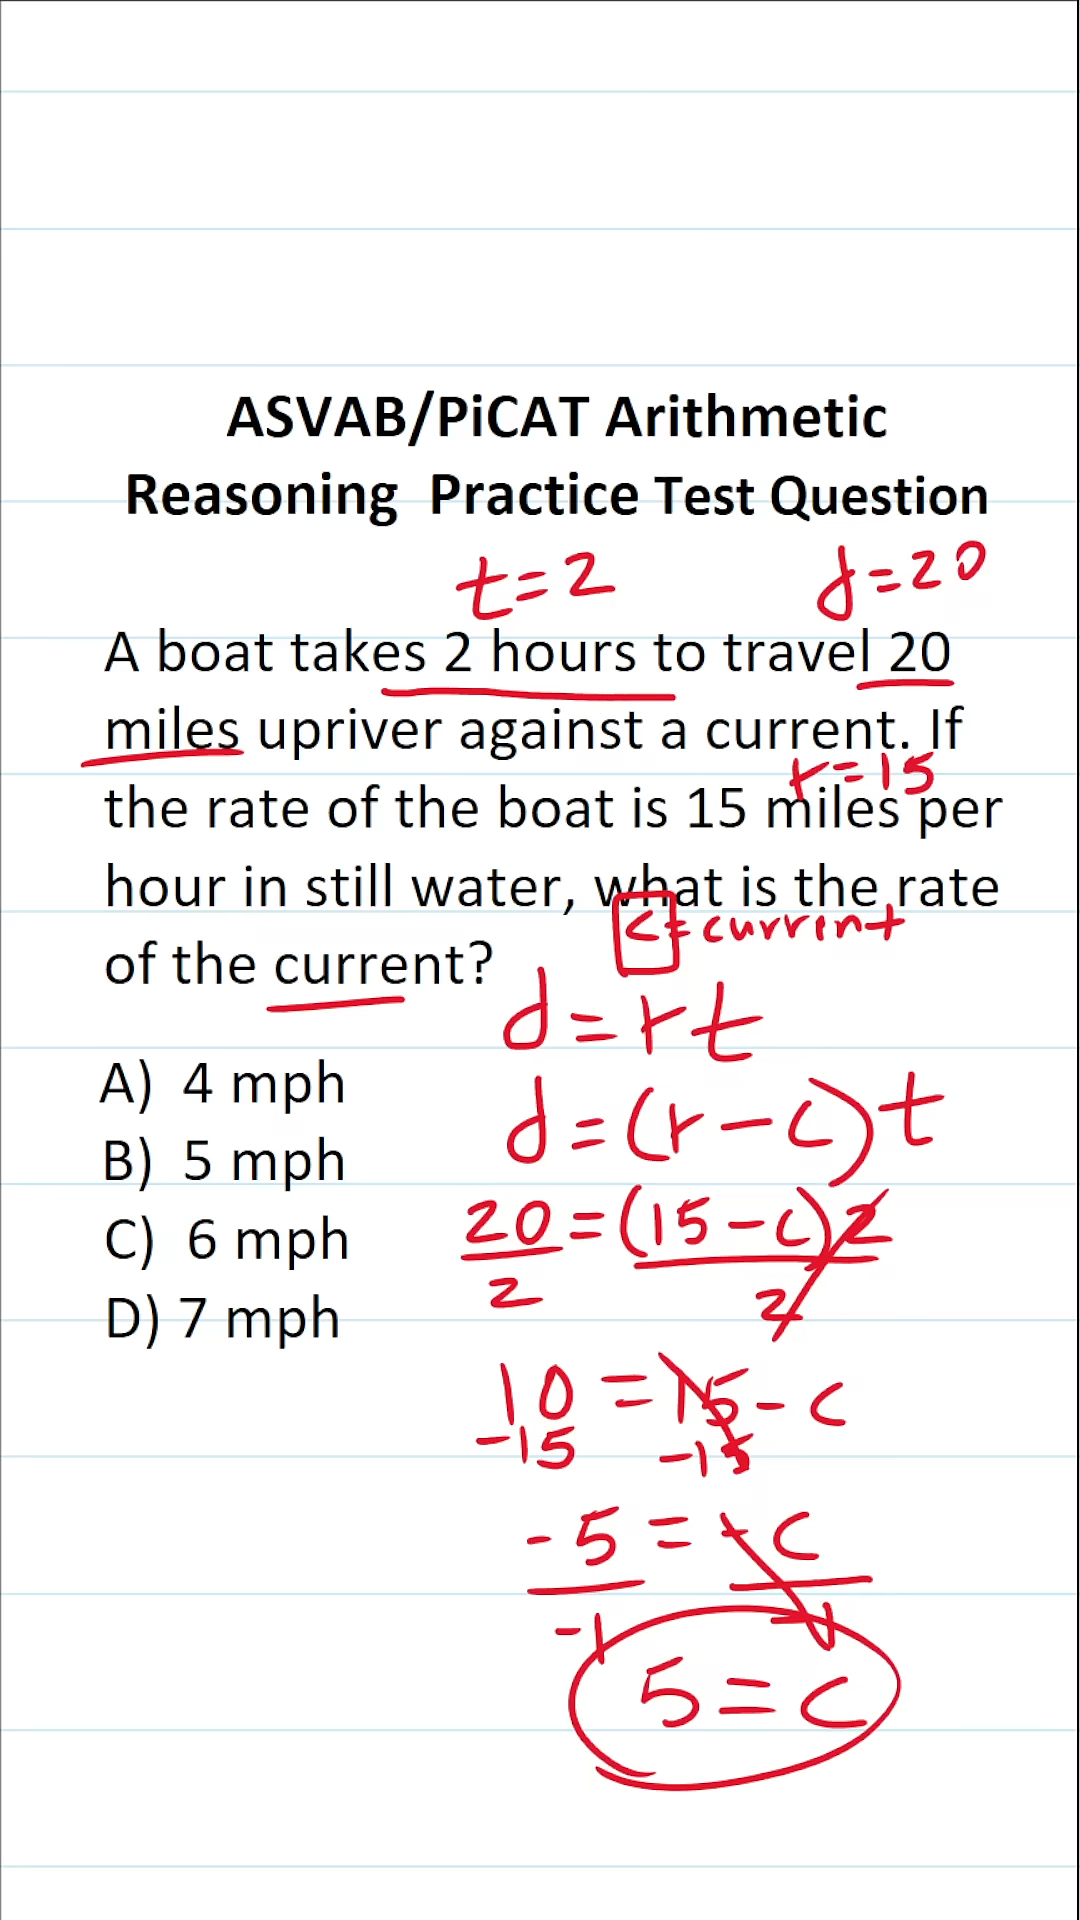 ASVAB/PiCAT Arithmetic
Reasoning Practice Test Question
t=2 d=20
A boat takes 2 hours to travel 20
miles upriver against a current. If
r=15
the rate of the boat is 15 miles per
hour in still water, what is the rate
c=current
of the current?
d=rt
A) 4 mph
d=(r-c)t
B) 5 mph
20=(15-c)2
C) 6 mph
2 2
D) 7 mph
10=15-c
-15 -15
-5=-c
-1 -1
5=c